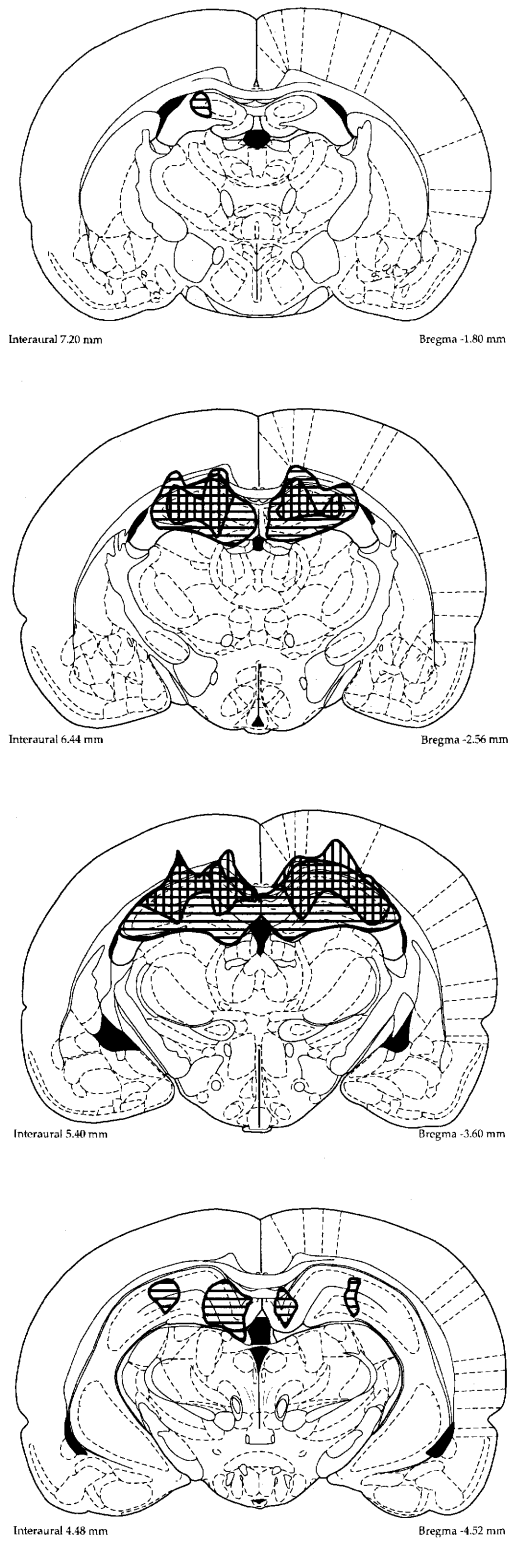 Interaural 7.20 mm
Bregma -1.80 mm
Interaural 6.44 mm
Bregma -2.56 mm
Interaural 5.40 mm
Bregma -3.60 mm
Interaural 4.48 mm
Bregma -4.52 mm